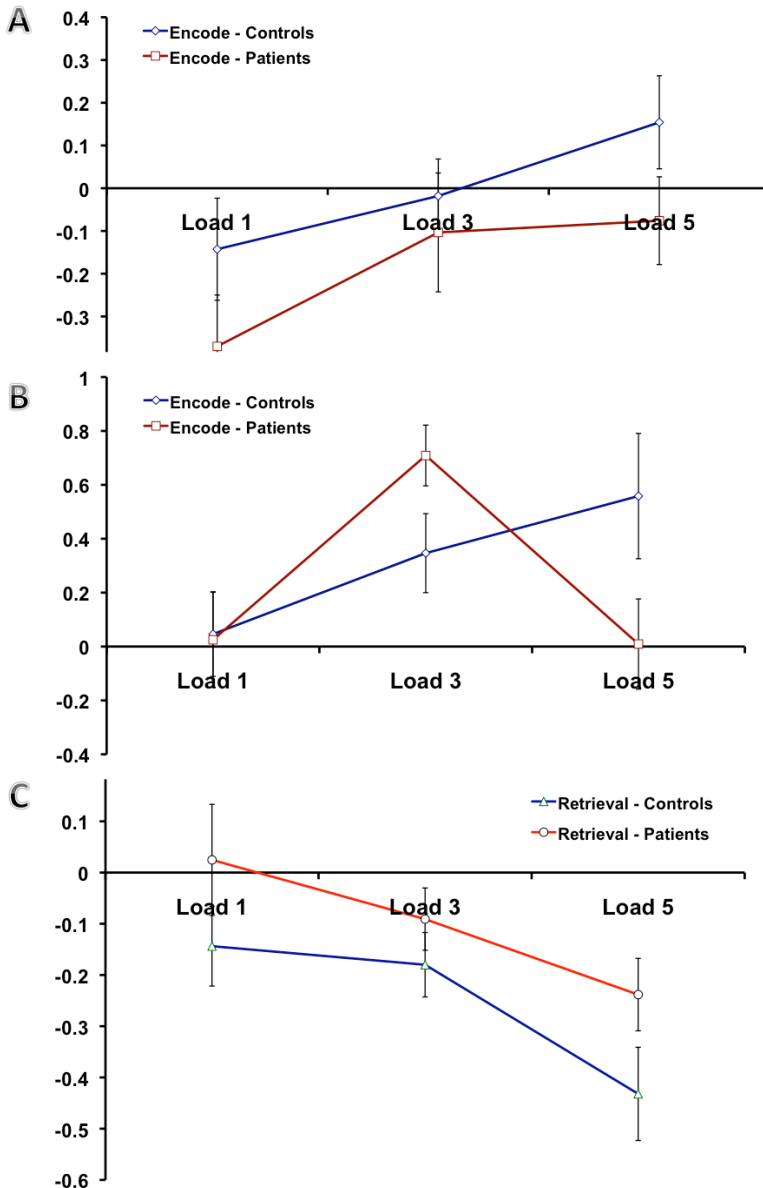 A
0.4
0.3
0.2
0.1
0
-0.1
-0.2
-0.3
Encode - Controls
Encode - Patients
Load 1
Load 3
Load 5
B
1
0.8
0.6
0.4
0.2
0
-0.2
-0.4
Encode - Controls
Encode - Patients
Load 1
Load 3
Load 5
C
0.1
0
-0.1
-0.2
-0.3
-0.4
-0.5
-0.6
Retrieval - Controls
Retrieval - Patients
Load 1
Load 3
Load 5